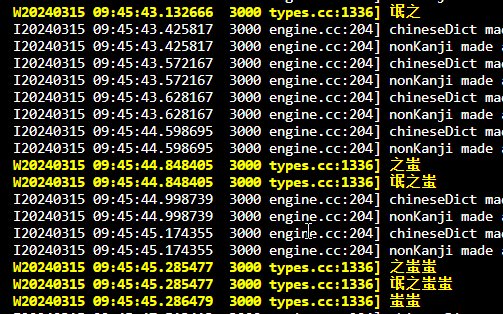 W20240315 09:45:43.132666  3000 types.cc:1336] 氓之
I20240315 09:45:43.425817  3000 engine.cc:204] chineseDict mad
I20240315 09:45:43.425817  3000 engine.cc:204] nonKanji made a
I20240315 09:45:43.572167  3000 engine.cc:204] chineseDict mad
I20240315 09:45:43.572167  3000 engine.cc:204] nonKanji made a
I20240315 09:45:43.628167  3000 engine.cc:204] chineseDict mad
I20240315 09:45:43.628167  3000 engine.cc:204] nonKanji made a
I20240315 09:45:44.598695  3000 engine.cc:204] chineseDict mad
I20240315 09:45:44.598695  3000 engine.cc:204] nonKanji made a
W20240315 09:45:44.848405  3000 types.cc:1336] 之蚩
W20240315 09:45:44.848405  3000 types.cc:1336] 氓之蚩
I20240315 09:45:44.998739  3000 engine.cc:204] chineseDict mad
I20240315 09:45:44.998739  3000 engine.cc:204] nonKanji made a
I20240315 09:45:45.174355  3000 engine.cc:204] chineseDict mad
I20240315 09:45:45.174355  3000 engine.cc:204] nonKanji made a
W20240315 09:45:45.285477  3000 types.cc:1336] 之蚩蚩
W20240315 09:45:45.285477  3000 types.cc:1336] 氓之蚩蚩
W20240315 09:45:45.286479  3000 types.cc:1336] 蚩蚩